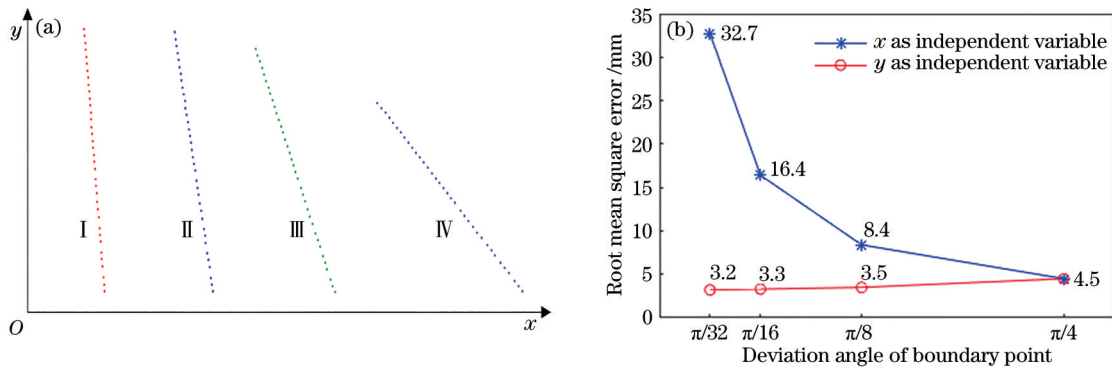 y (a)
I II III IV
O x
(b)
Root mean square error /mm
35
30
25
20
15
10
5
0
x as independent variable
y as independent variable
32.7
16.4
8.4
4.5
3.2 3.3 3.5
π/32 π/16 π/8 π/4
Deviation angle of boundary point